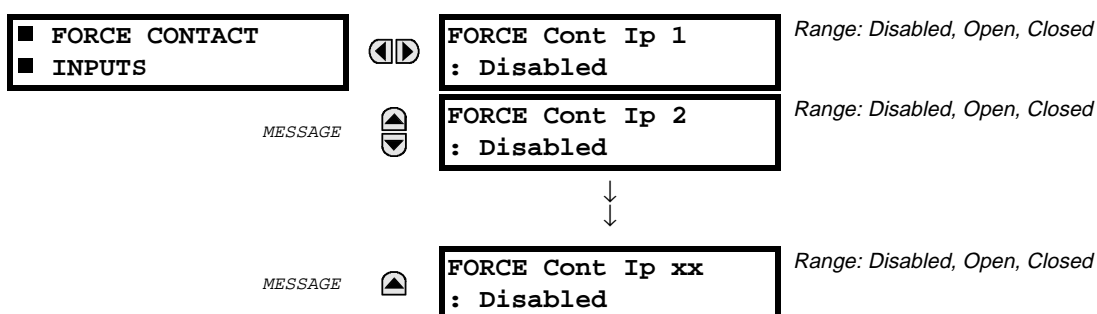 ■ FORCE CONTACT
■ INPUTS
FORCE Cont Ip 1
: Disabled
Range: Disabled, Open, Closed
MESSAGE
FORCE Cont Ip 2
: Disabled
Range: Disabled, Open, Closed
↓
↓
MESSAGE
FORCE Cont Ip xx
: Disabled
Range: Disabled, Open, Closed